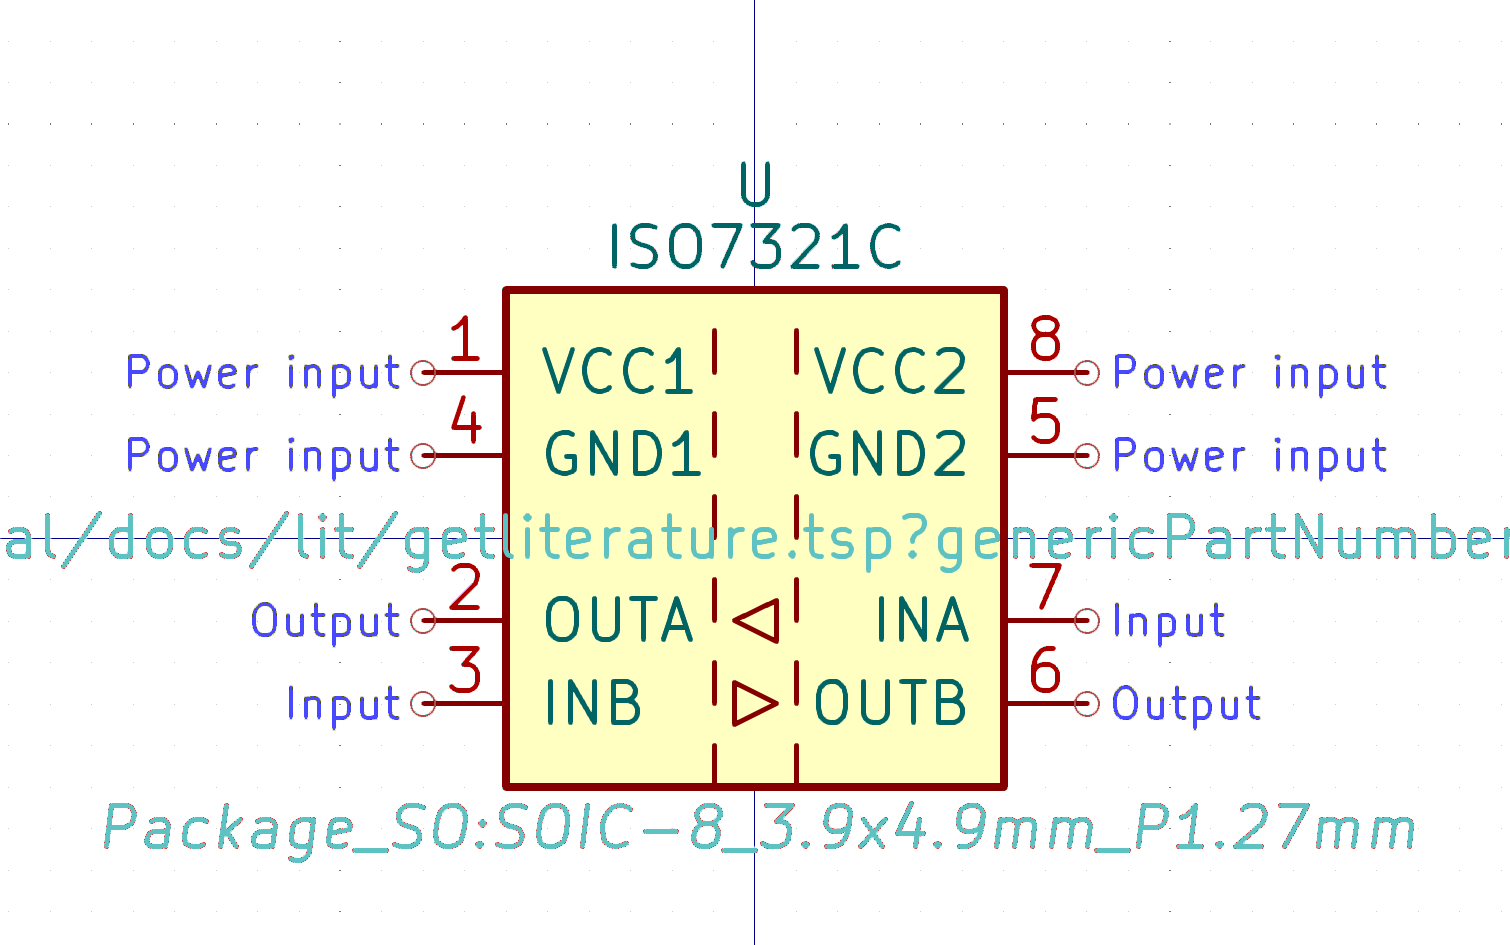 U
ISO7321C
Power input 1 VCC1 VCC2 8 Power input
Power input 4 GND1 GND2 5 Power input
al/docs/lit/getliterature.tsp?genericPartNumber
Output 2 OUTA INA 7 Input
Input 3 INB OUTB 6 Output
Package_SO:SOIC-8_3.9x4.9mm_P1.27mm